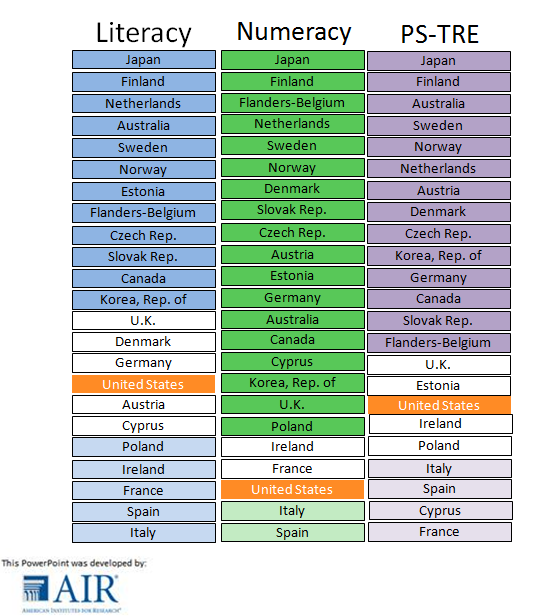 Literacy Numeracy PS-TRE
Japan Japan Japan
Finland Finland Finland
Netherlands Flanders-Belgium Australia
Australia Netherlands Sweden
Sweden Sweden Norway
Norway Norway Netherlands
Estonia Denmark Austria
Flanders-Belgium Slovak Rep. Denmark
Czech Rep. Czech Rep. Czech Rep.
Slovak Rep. Austria Korea, Rep. of
Canada Estonia Germany
Korea, Rep. of Germany Canada
U.K. Australia Slovak Rep.
Denmark Canada Flanders-Belgium
Germany Cyprus U.K.
United States Korea, Rep. of Estonia
Austria U.K. United States
Cyprus Poland Ireland
Poland Ireland Poland
Ireland France Italy
France United States Spain
Spain Italy Cyprus
Italy Spain France
This PowerPoint was developed by:
AIR®
AMERICAN INSTITUTES FOR RESEARCH®